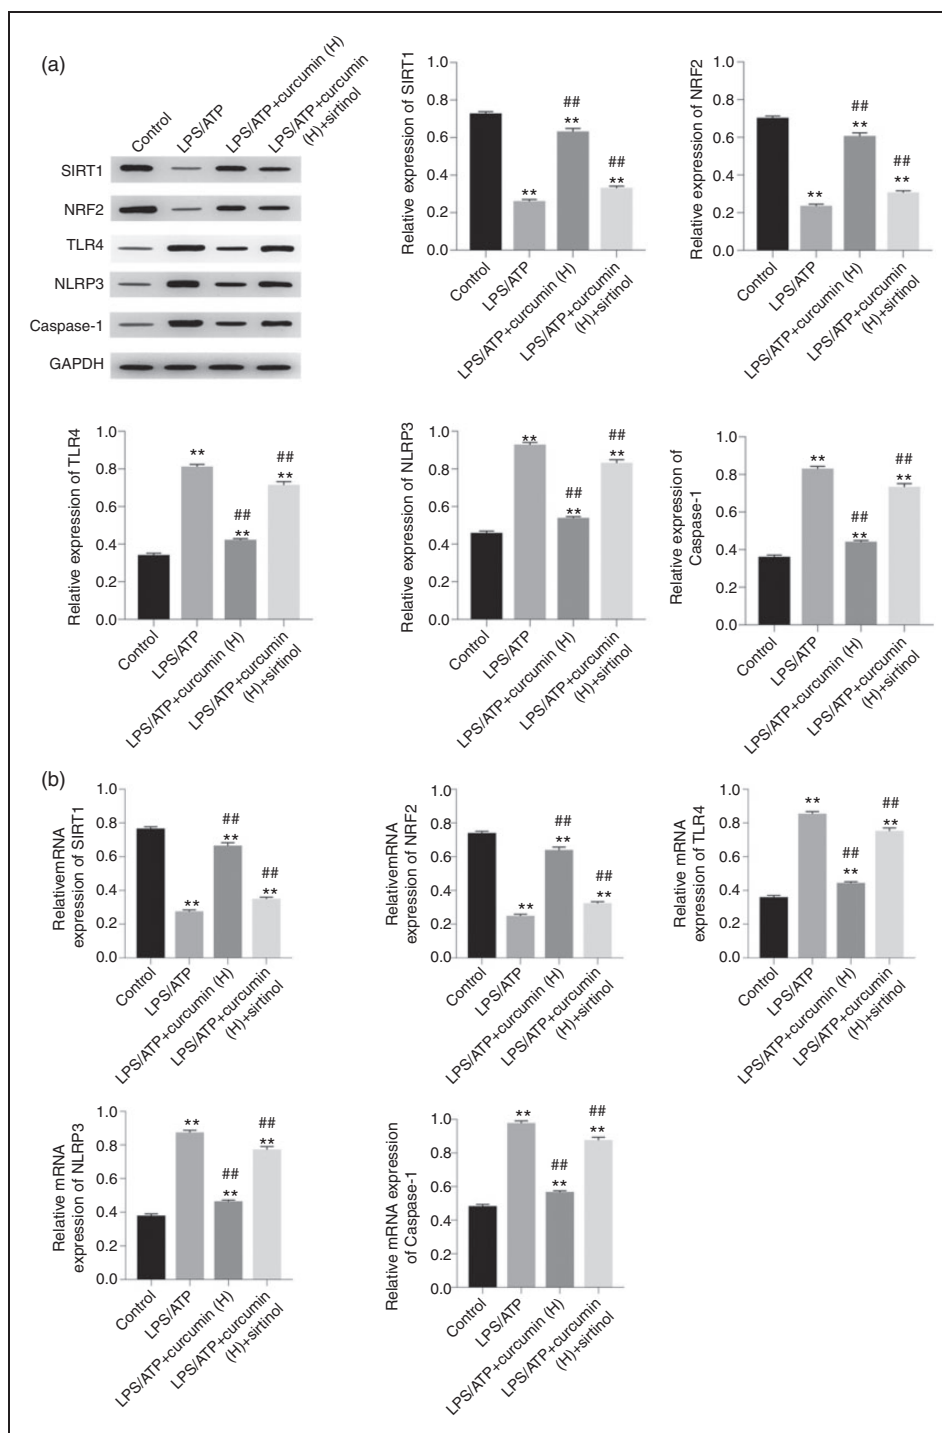 (a)
Control
LPS/ATP
LPS/ATP+curcumin (H)
LPS/ATP+curcumin
(H)+sirtinol
SIRT1
NRF2
TLR4
NLRP3
Caspase-1
GAPDH
Relative expression of SIRT1
1.0
0.8
0.6
0.4
0.2
0.0
**
##
**
##
**
Control
LPS/ATP
LPS/ATP+curcumin (H)
LPS/ATP+curcumin
(H)+sirtinol
Relative expression of NRF2
1.0
0.8
0.6
0.4
0.2
0.0
**
##
**
##
**
Control
LPS/ATP
LPS/ATP+curcumin (H)
LPS/ATP+curcumin
(H)+sirtinol
Relative expression of TLR4
1.0
0.8
0.6
0.4
0.2
0.0
**
##
**
##
**
Control
LPS/ATP
LPS/ATP+curcumin (H)
LPS/ATP+curcumin
(H)+sirtinol
Relative expression of NLRP3
1.0
0.8
0.6
0.4
0.2
0.0
**
##
**
##
**
Control
LPS/ATP
LPS/ATP+curcumin (H)
LPS/ATP+curcumin
(H)+sirtinol
Relative expression of
Caspase-1
1.0
0.8
0.6
0.4
0.2
0.0
**
##
**
##
**
Control
LPS/ATP
LPS/ATP+curcumin (H)
LPS/ATP+curcumin
(H)+sirtinol
(b)
RelativemRNA
expression of SIRT1
1.0
0.8
0.6
0.4
0.2
0.0
**
##
**
##
**
Control
LPS/ATP
LPS/ATP+curcumin (H)
LPS/ATP+curcumin
(H)+sirtinol
RelativemRNA
expression of NRF2
1.0
0.8
0.6
0.4
0.2
0.0
**
##
**
##
**
Control
LPS/ATP
LPS/ATP+curcumin (H)
LPS/ATP+curcumin
(H)+sirtinol
Relative mRNA
expression of TLR4
1.0
0.8
0.6
0.4
0.2
0.0
**
##
**
##
**
Control
LPS/ATP
LPS/ATP+curcumin (H)
LPS/ATP+curcumin
(H)+sirtinol
Relative mRNA
expression of NLRP3
1.0
0.8
0.6
0.4
0.2
0.0
**
##
**
##
**
Control
LPS/ATP
LPS/ATP+curcumin (H)
LPS/ATP+curcumin
(H)+sirtinol
Relative mRNA expression
of Caspase-1
1.0
0.8
0.6
0.4
0.2
0.0
**
##
**
##
**
Control
LPS/ATP
LPS/ATP+curcumin (H)
LPS/ATP+curcumin
(H)+sirtinol